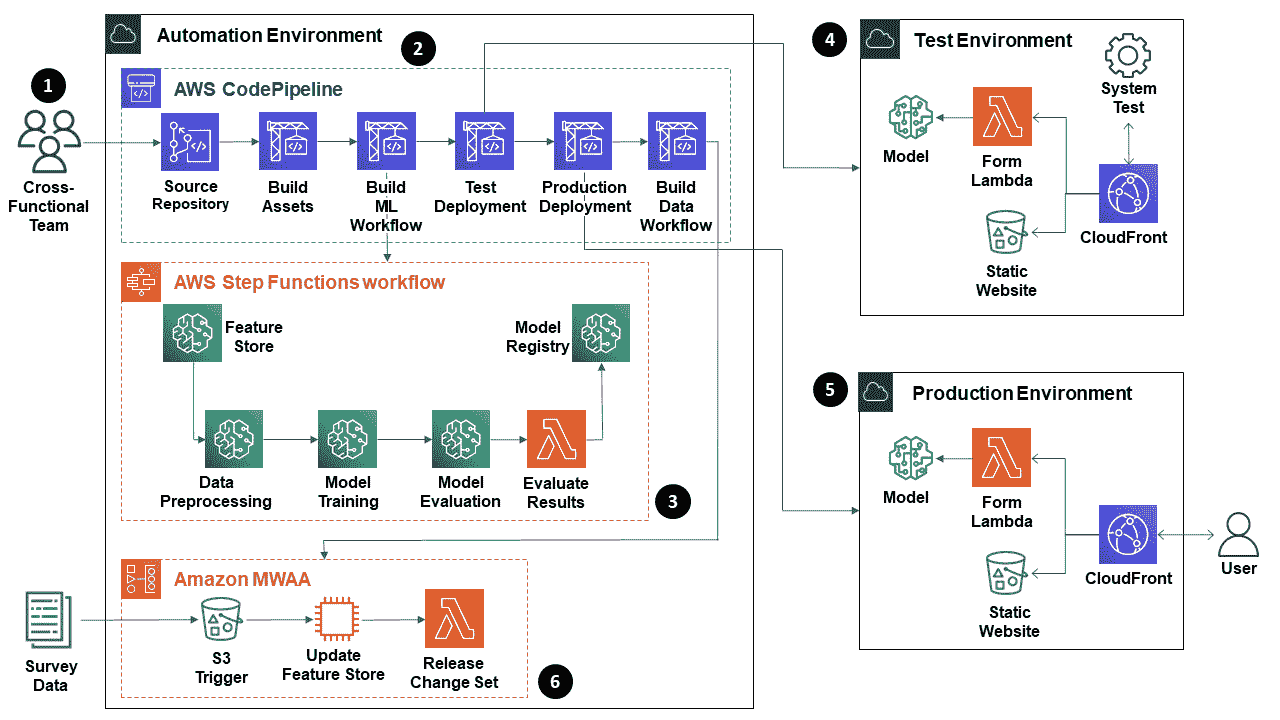 Automation Environment
2
1
AWS CodePipeline
Cross-
Functional
Team
Source
Repository
Build
Assets
Build
ML
Workflow
Test
Deployment
Production
Deployment
Build
Data
Workflow
AWS Step Functions workflow
Feature
Store
Model
Registry
Data
Preprocessing
Model
Training
Model
Evaluation
Evaluate
Results
3
Amazon MWAA
Survey
Data
S3
Trigger
Update
Feature Store
Release
Change Set
6
4
Test Environment
System
Test
Model
Form
Lambda
CloudFront
Static
Website
5
Production Environment
Model
Form
Lambda
CloudFront
Static
Website
User